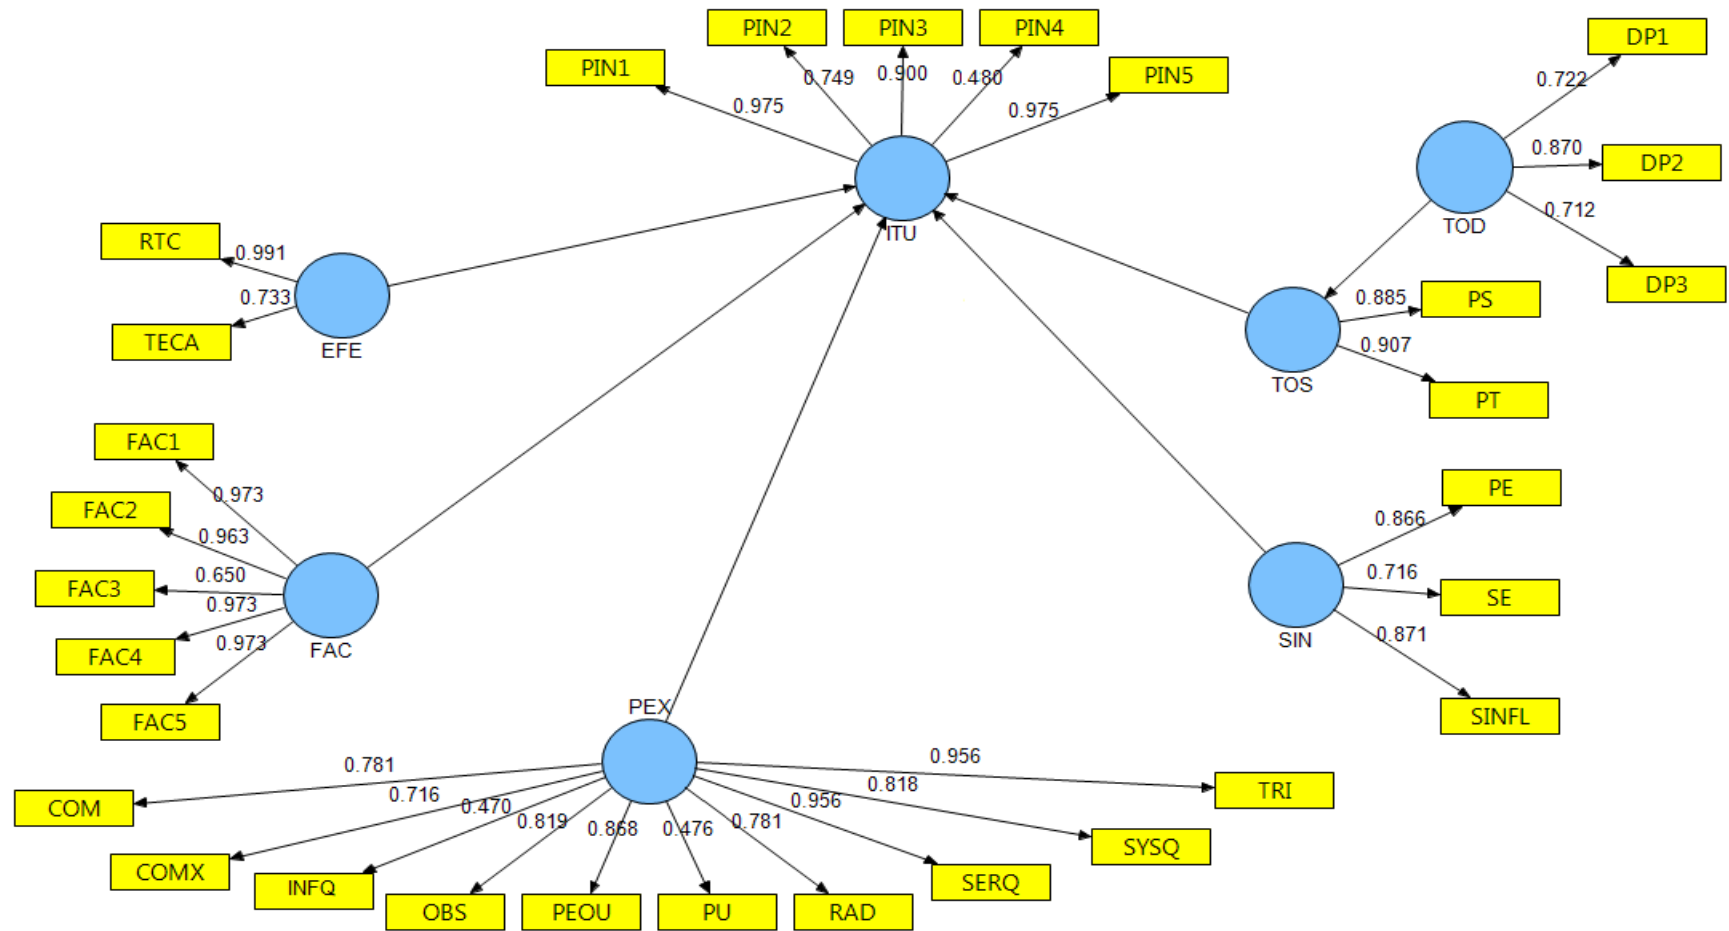 PIN2
PIN3
PIN4
PIN1
PIN5
DP1
0.749
0.900
0.480
0.975
0.975
0.722
0.870
DP2
0.712
ITU
TOD
DP3
RTC
0.991
0.733
TECA
EFE
0.885
PS
0.907
TOS
PT
FAC1
0.973
FAC2
0.963
0.650
FAC3
0.973
FAC4
0.973
FAC
FAC5
PE
0.866
0.716
SE
0.871
SIN
SINFL
PEX
0.781
0.716
0.470
0.819
0.868
0.476
0.781
0.956
0.818
0.956
COM
COMX
INFQ
OBS
PEOU
PU
RAD
SERQ
SYSQ
TRI